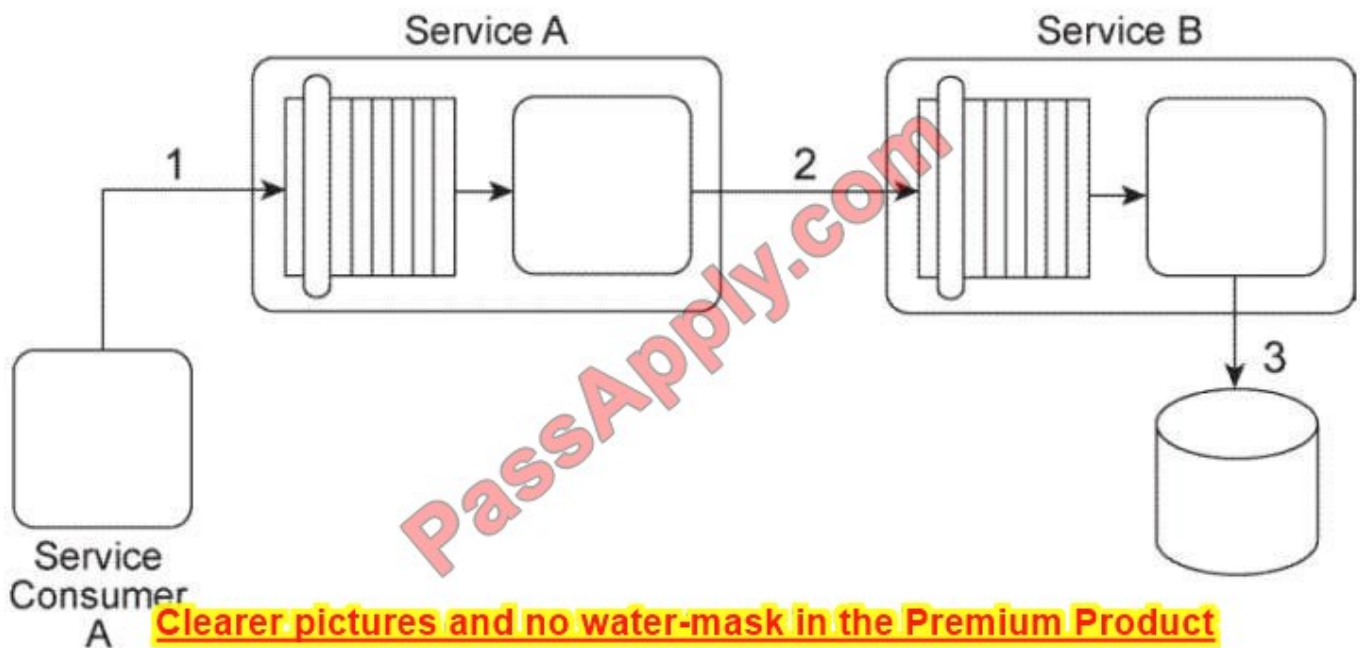 Service A
Service B
1
2
3
PassApply.com
Service
Consumer
A
Clearer pictures and no water-mask in the Premium Product